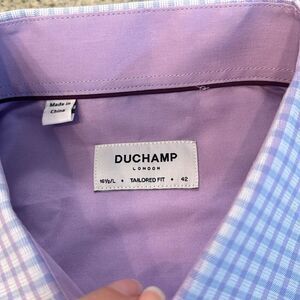 Made in
China
DUCHAMP
LONDON
16½/L • TAILORED FIT • 42